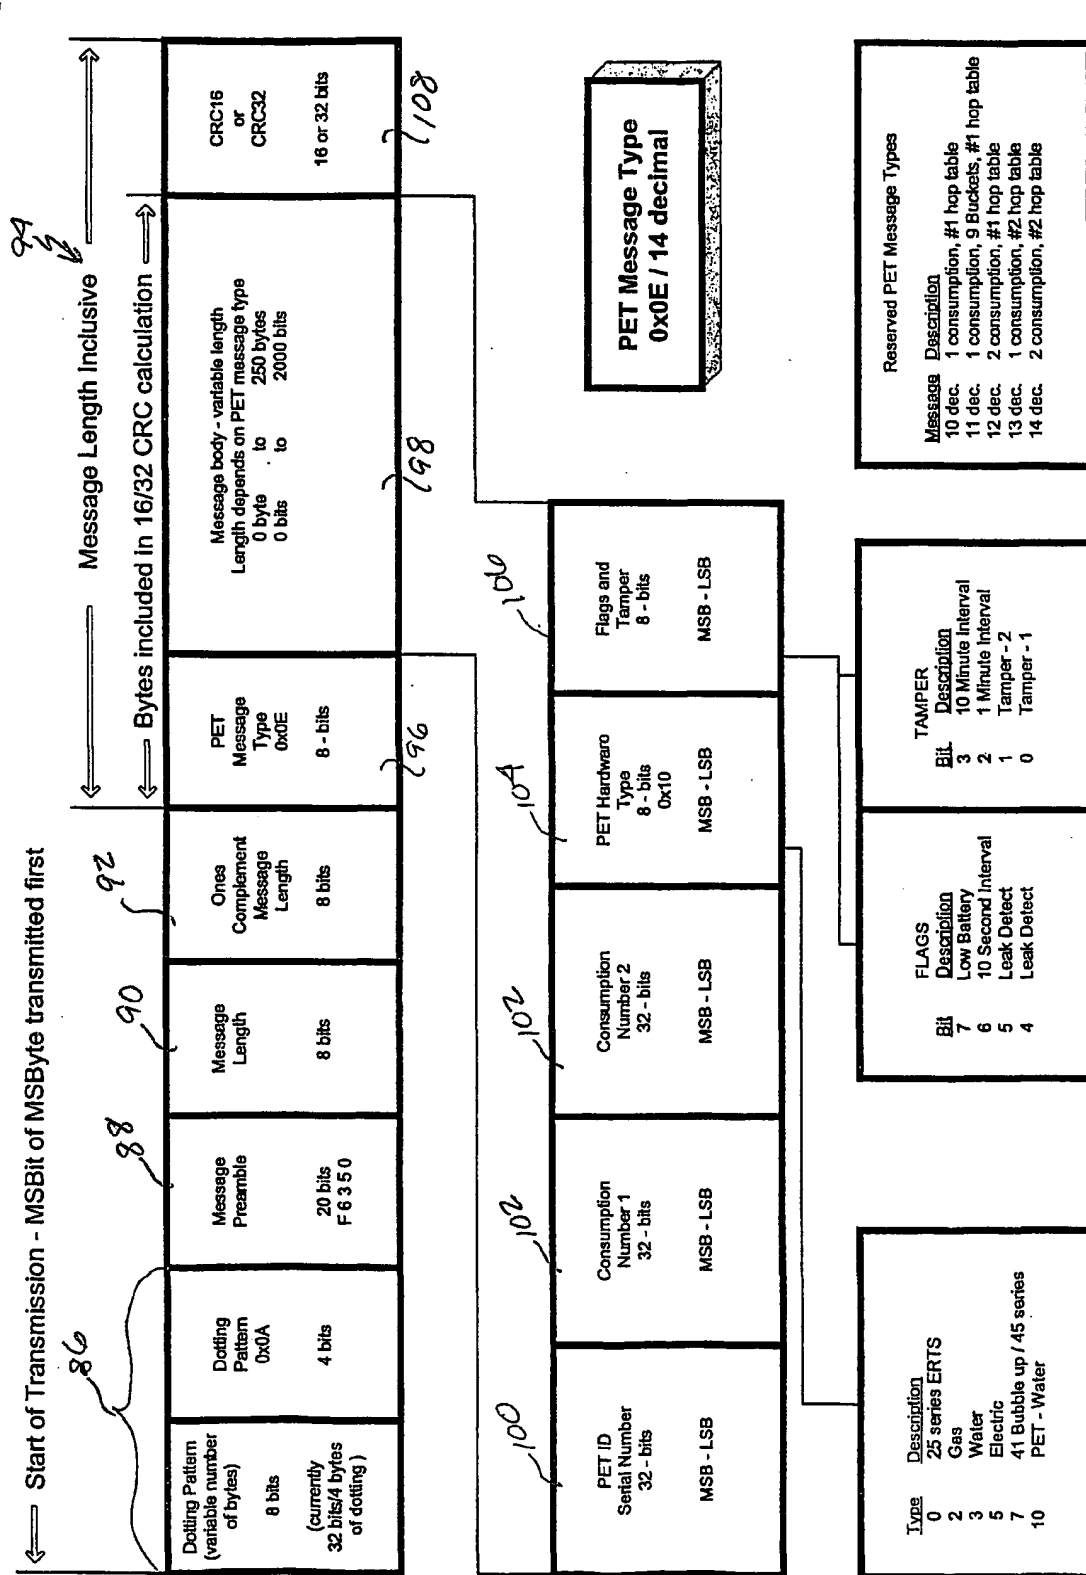 Start of Transmission - MSBit of MSByte transmitted first
94
Message Length Inclusive
Bytes included in 16/32 CRC calculation
86
88
90
92
Dotting Pattern
(variable number
of bytes)
8 bits
(currently
32 bits/4 bytes
of dotting )
Dotting
Pattern
0x0A
4 bits
Message
Preamble
20 bits
F 6 3 5 0
Message
Length
8 bits
Ones
Complement
Message
Length
8 bits
PET
Message
Type
0x0E
8 - bits
Message body - variable length
Length depends on PET message type
0 byte to 250 bytes
0 bits to 2000 bits
CRC16
or
CRC32
16 or 32 bits
96
98
108
100
102
102
104
106
PET ID
Serial Number
32 - bits
MSB - LSB
Consumption
Number 1
32 - bits
MSB - LSB
Consumption
Number 2
32 - bits
MSB - LSB
PET Hardware
Type
8 - bits
0x10
MSB - LSB
Flags and
Tamper
8 - bits
MSB - LSB
PET Message Type
0x0E / 14 decimal
Type Description
0 25 series ERTS
2 Gas
3 Water
5 Electric
7 41 Bubble up / 45 series
10 PET - Water
FLAGS
Bit Description
7 Low Battery
6 10 Second Interval
5 Leak Detect
4 Leak Detect
TAMPER
Bit Description
3 10 Minute Interval
2 1 Minute Interval
1 Tamper - 2
0 Tamper - 1
Reserved PET Message Types
Message Description
10 dec. 1 consumption, #1 hop table
11 dec. 1 consumption, 9 Buckets, #1 hop table
12 dec. 2 consumption, #1 hop table
13 dec. 1 consumption, #2 hop table
14 dec. 2 consumption, #2 hop table